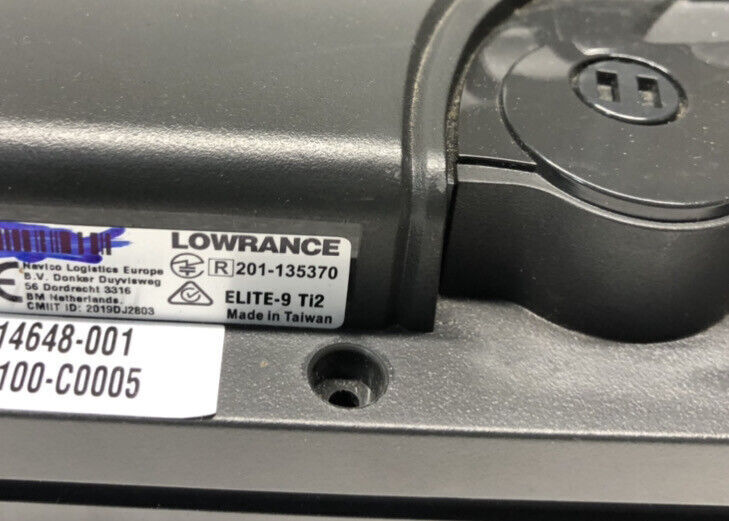 LOWRANCE
R 201-135370
ELITE-9 Ti2
Made in Taiwan
CE
Navico Logistics Europe
B.V. Donker Duyvisweg
56 Dordrecht 3316
BM Netherlands.
CMIIT ID: 2019DJ2803
14648-001
100-C0005